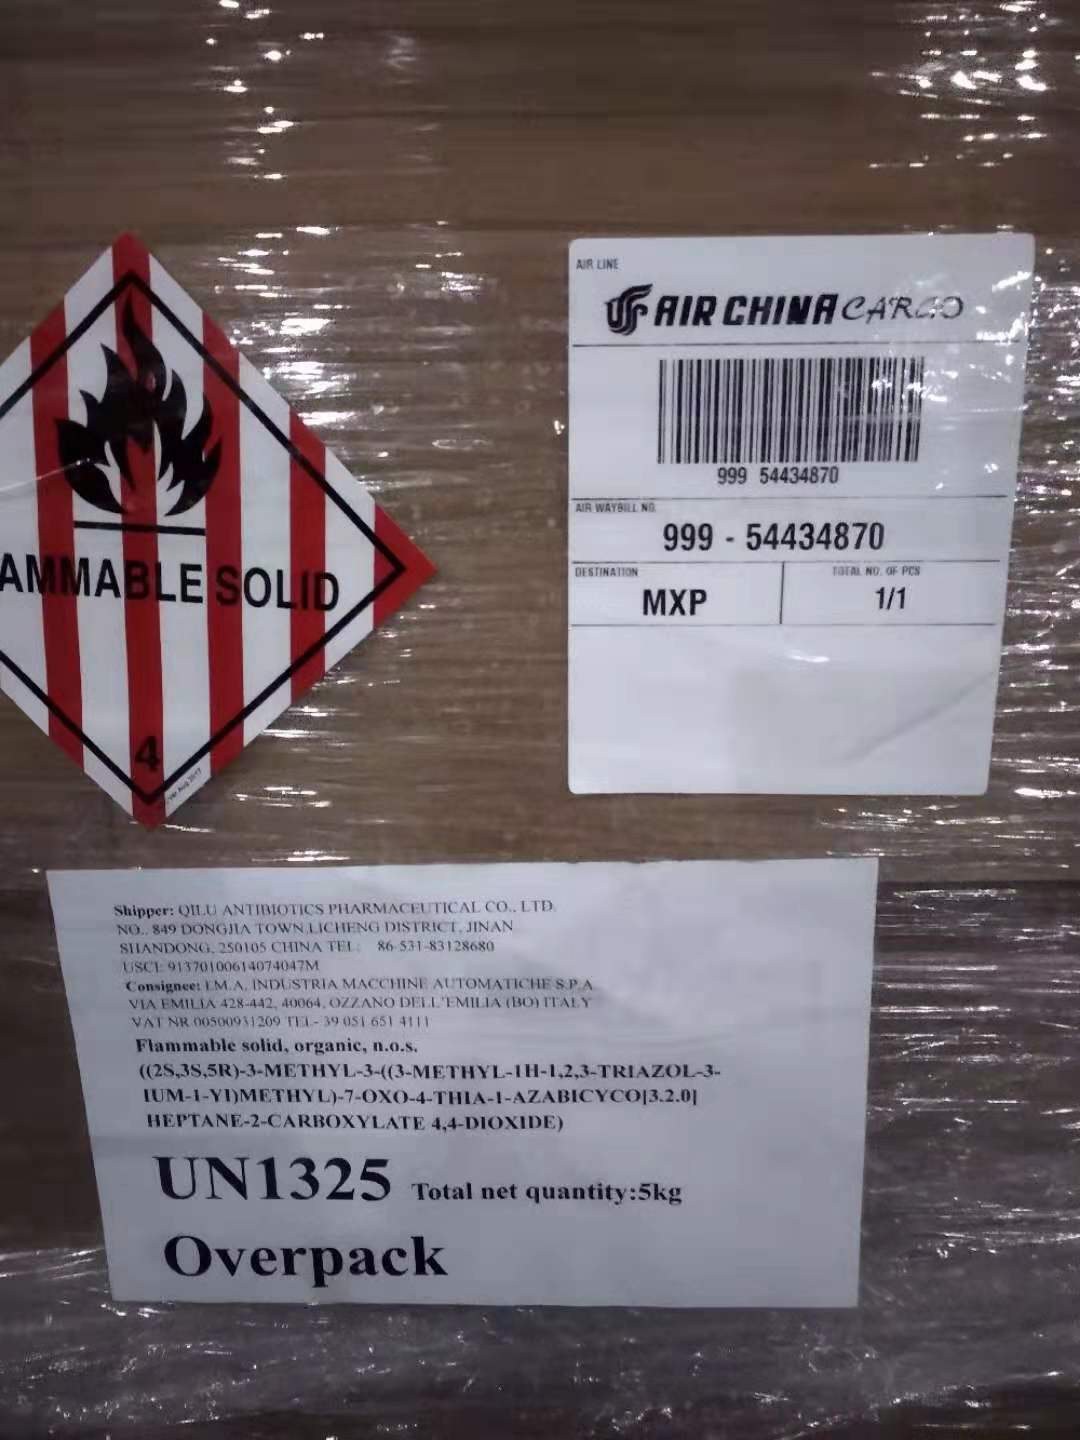 AMMABLE SOLID
4
AIR LINE
AIR CHINA CARGO
999 54434870
AIR WAYBILL NO.
999 - 54434870
DESTINATION
TOTAL NO. OF PCS
MXP
1/1
Shipper: QILU ANTIBIOTICS PHARMACEUTICAL CO., LTD.
NO.. 849 DONGJIA TOWN,LICHENG DISTRICT, JINAN
SHANDONG, 250105 CHINA TEL: 86-531-83128680
USCI: 91370100614074047M
Consignee: I.M.A. INDUSTRIA MACCHINE AUTOMATICHE S.P.A
VIA EMILIA 428-442, 40064, OZZANO DELL'EMILIA (BO) ITALY
VAT NR 00500931209 TEL- 39 051 651 4111
Flammable solid, organic, n.o.s.
((2S,3S,5R)-3-METHYL-3-((3-METHYL-1H-1,2,3-TRIAZOL-3-
IUM-1-YI)METHYL)-7-OXO-4-THIA-1-AZABICYCO[3.2.0]
HEPTANE-2-CARBOXYLATE 4,4-DIOXIDE)
UN1325 Total net quantity:5kg
Overpack